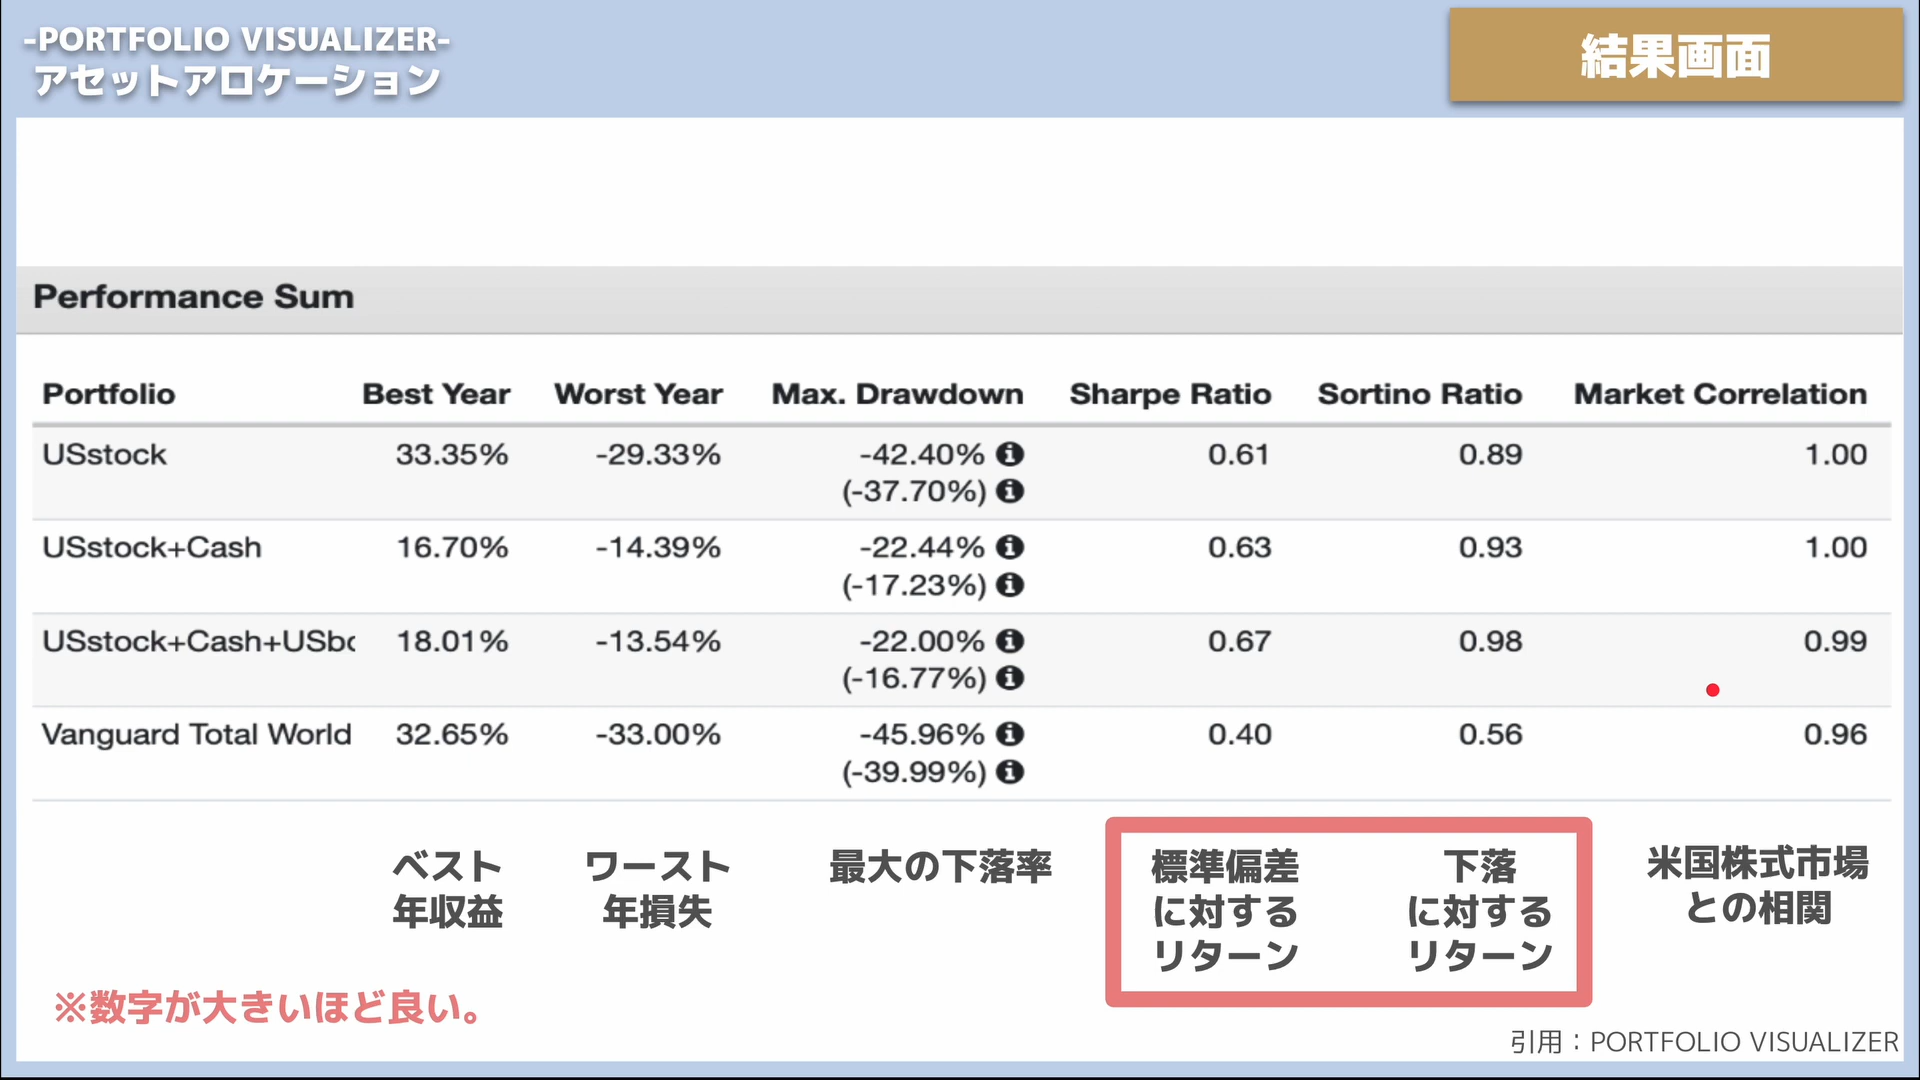 -PORTFOLIO VISUALIZER-
アセットアロケーション
結果画面
Performance Sum
Portfolio Best Year Worst Year Max. Drawdown Sharpe Ratio Sortino Ratio Market Correlation
USstock 33.35% -29.33% -42.40% 0.61 0.89 1.00
(-37.70%)
USstock+Cash 16.70% -14.39% -22.44% 0.63 0.93 1.00
(-17.23%)
USstock+Cash+USbo 18.01% -13.54% -22.00% 0.67 0.98 0.99
(-16.77%)
Vanguard Total World 32.65% -33.00% -45.96% 0.40 0.56 0.96
(-39.99%)
ベスト
年収益
ワースト
年損失
最大の下落率
標準偏差
に対する
リターン
下落
に対する
リターン
米国株式市場
との相関
※数字が大きいほど良い。
引用：PORTFOLIO VISUALIZER